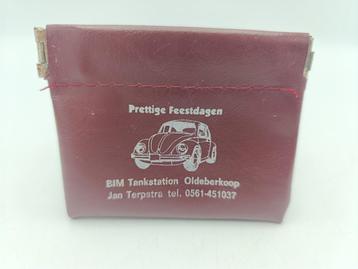 Prettige Feestdagen
BIM Tankstation Oldeberkoop
Jan Terpstra tel. 0561-451037